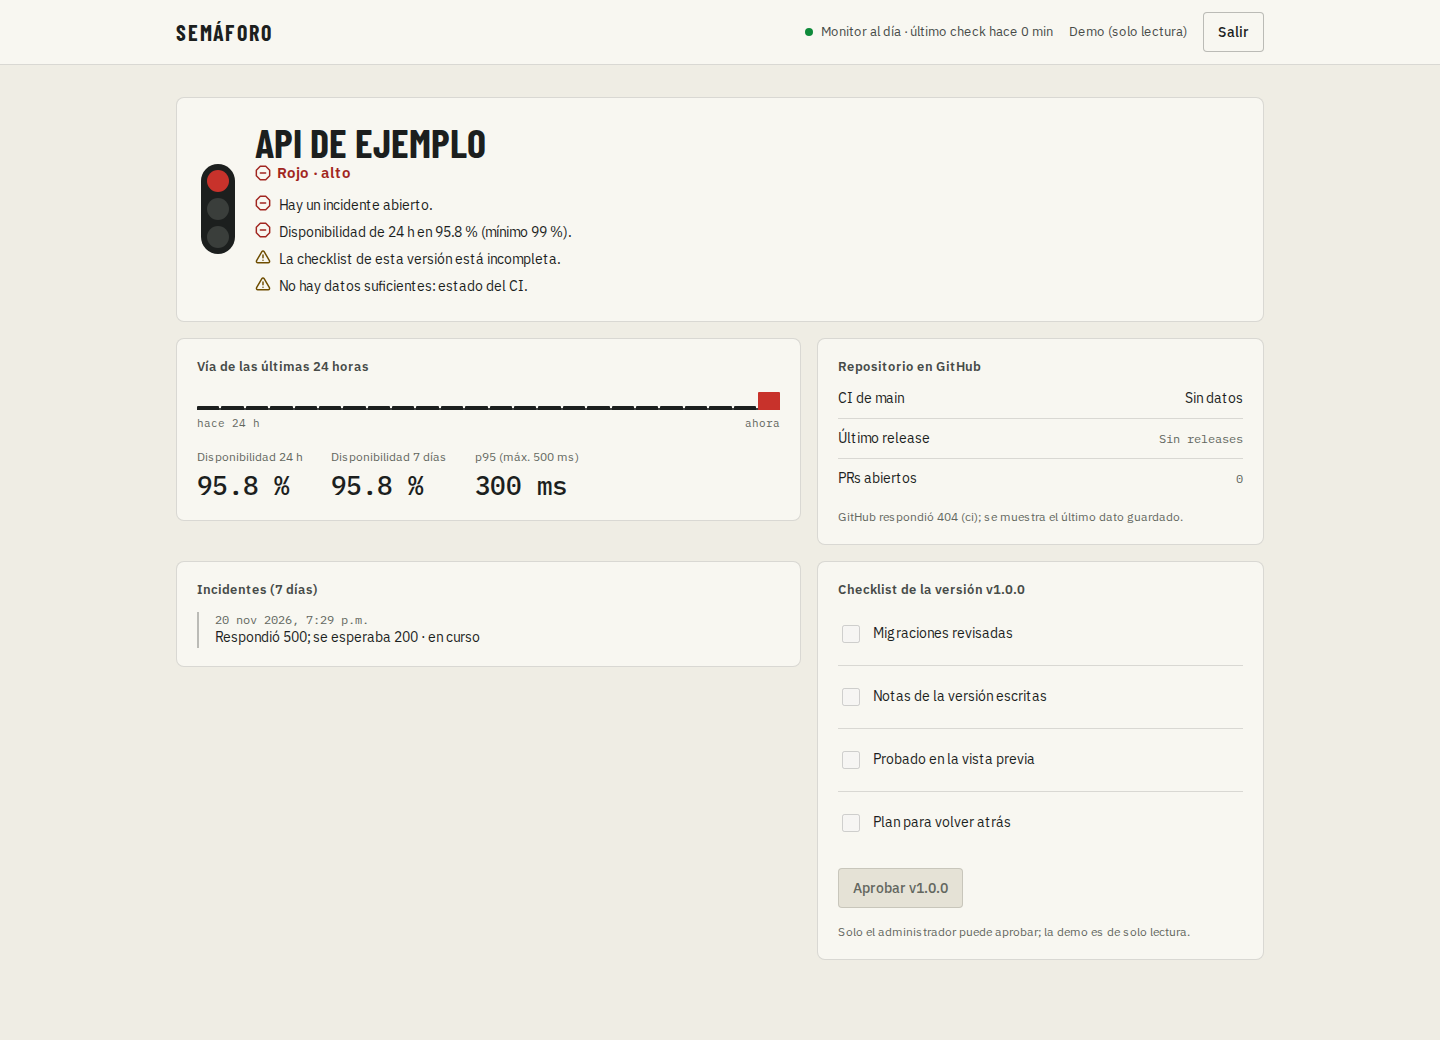 SEMÁFORO
Monitor al día · último check hace 0 min
Demo (solo lectura)
Salir
API DE EJEMPLO
Rojo · alto
Hay un incidente abierto.
Disponibilidad de 24 h en 95.8 % (mínimo 99 %).
La checklist de esta versión está incompleta.
No hay datos suficientes: estado del CI.
Vía de las últimas 24 horas
hace 24 h
ahora
Disponibilidad 24 h
Disponibilidad 7 días
p95 (máx. 500 ms)
95.8 %
95.8 %
300 ms
Repositorio en GitHub
CI de main
Sin datos
Último release
Sin releases
PRs abiertos
0
GitHub respondió 404 (ci); se muestra el último dato guardado.
Incidentes (7 días)
20 nov 2026, 7:29 p.m.
Respondió 500; se esperaba 200 · en curso
Checklist de la versión v1.0.0
Migraciones revisadas
Notas de la versión escritas
Probado en la vista previa
Plan para volver atrás
Aprobar v1.0.0
Solo el administrador puede aprobar; la demo es de solo lectura.